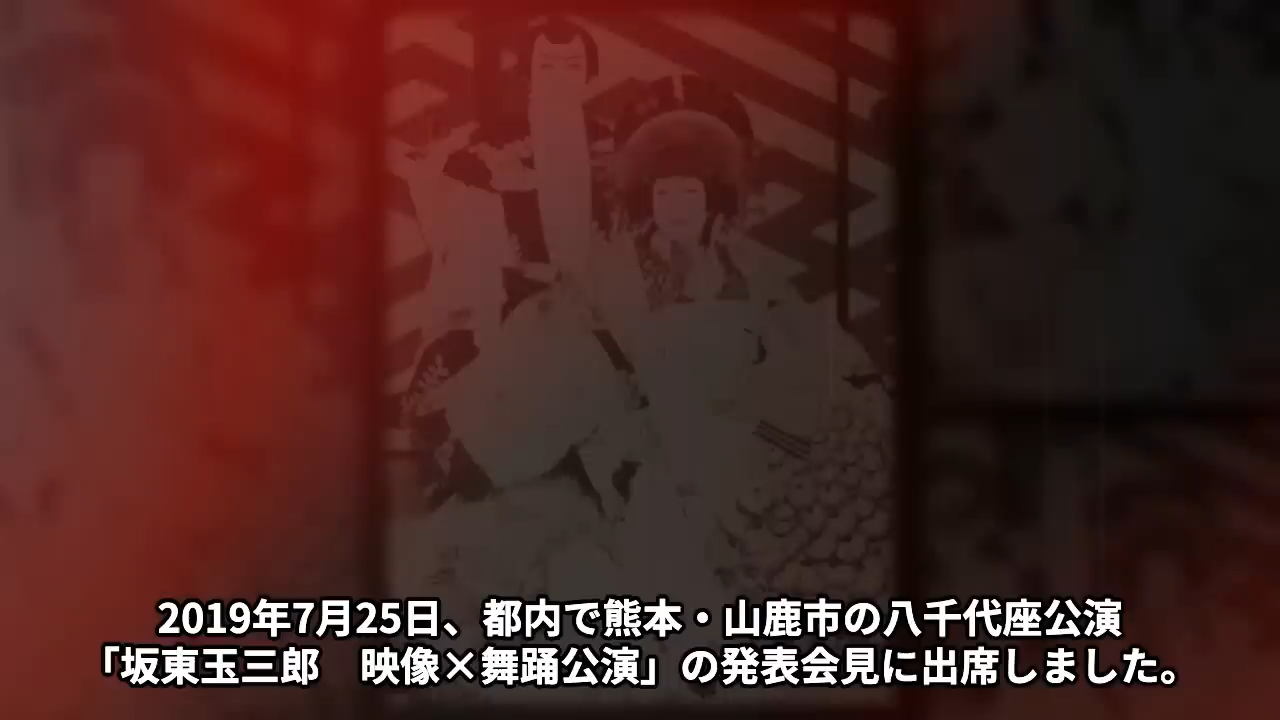 2019年7月25日、都内で熊本・山鹿市の八千代座公演
「坂東玉三郎　映像×舞踊公演」の発表会見に出席しました。